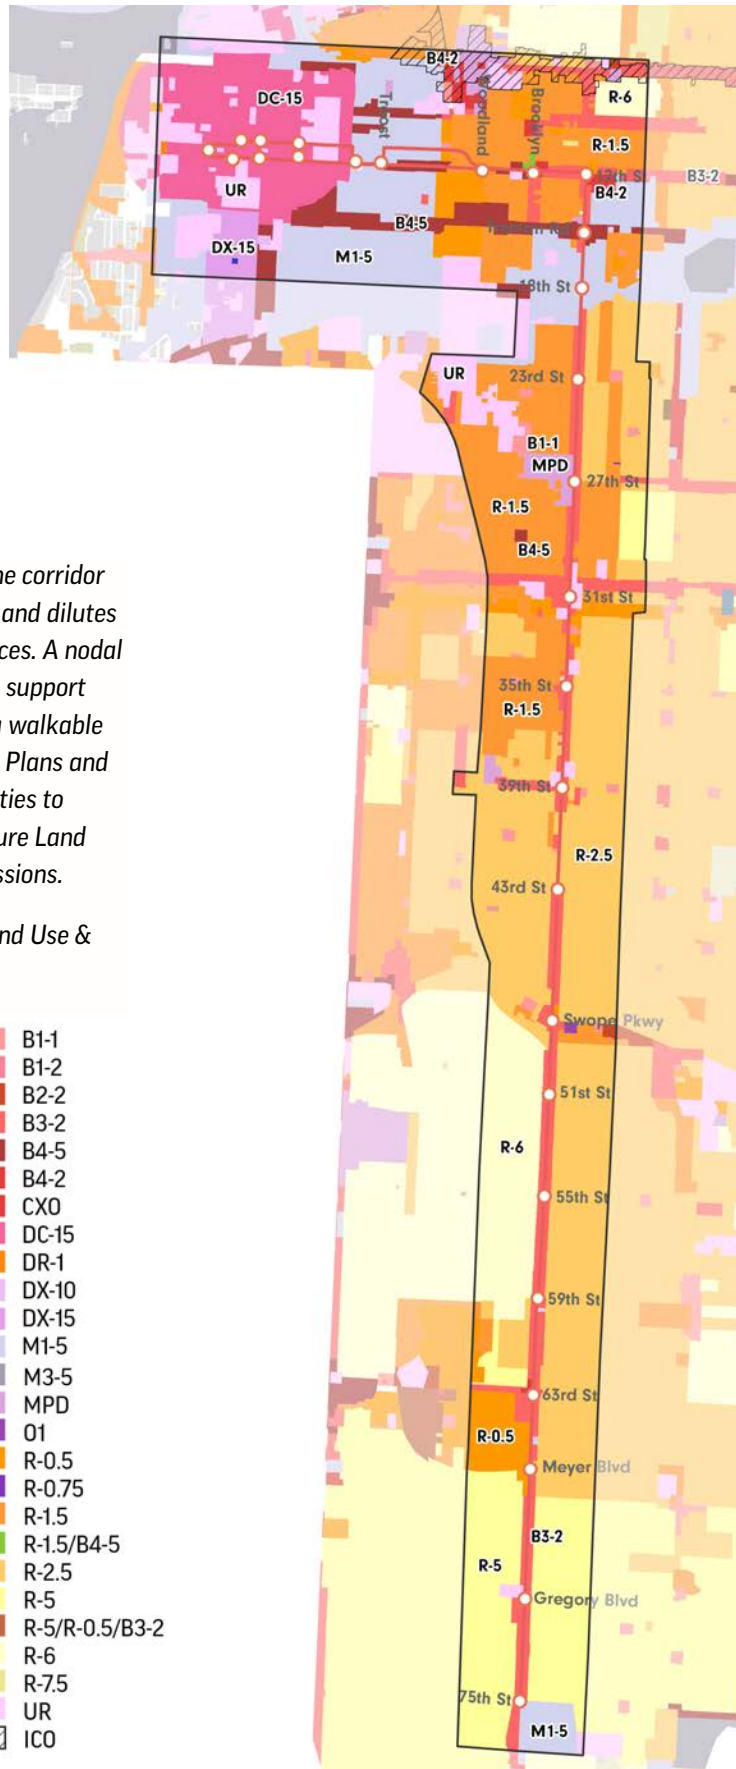 B4-2
DC-15
R-6
Troost
Woodland
Brooklyn
R-1.5
12th St
B3-2
B4-2
UR
B4-5
DX-15
M1-5
18th St
UR
23rd St
B1-1
MPD
27th St
R-1.5
B4-5
ne corridor
31st St
and dilutes
ces. A nodal
support
35th St
walkable
R-1.5
Plans and
ties to
39th St
ure Land
ssions.
R-2.5
43rd St
nd Use &
Swope Pkwy
51st St
R-6
55th St
59th St
63rd St
R-0.5
Meyer Blvd
B3-2
R-5
Gregory Blvd
75th St
M1-5
B1-1
B1-2
B2-2
B3-2
B4-5
B4-2
CXO
DC-15
DR-1
DX-10
DX-15
M1-5
M3-5
MPD
O1
R-0.5
R-0.75
R-1.5
R-1.5/B4-5
R-2.5
R-5
R-5/R-0.5/B3-2
R-6
R-7.5
UR
ICO